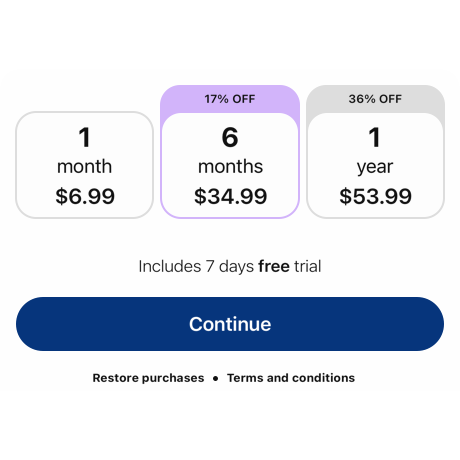 1
month
$6.99
17% OFF
6
months
$34.99
36% OFF
1
year
$53.99
Includes 7 days free trial
Continue
Restore purchases • Terms and conditions